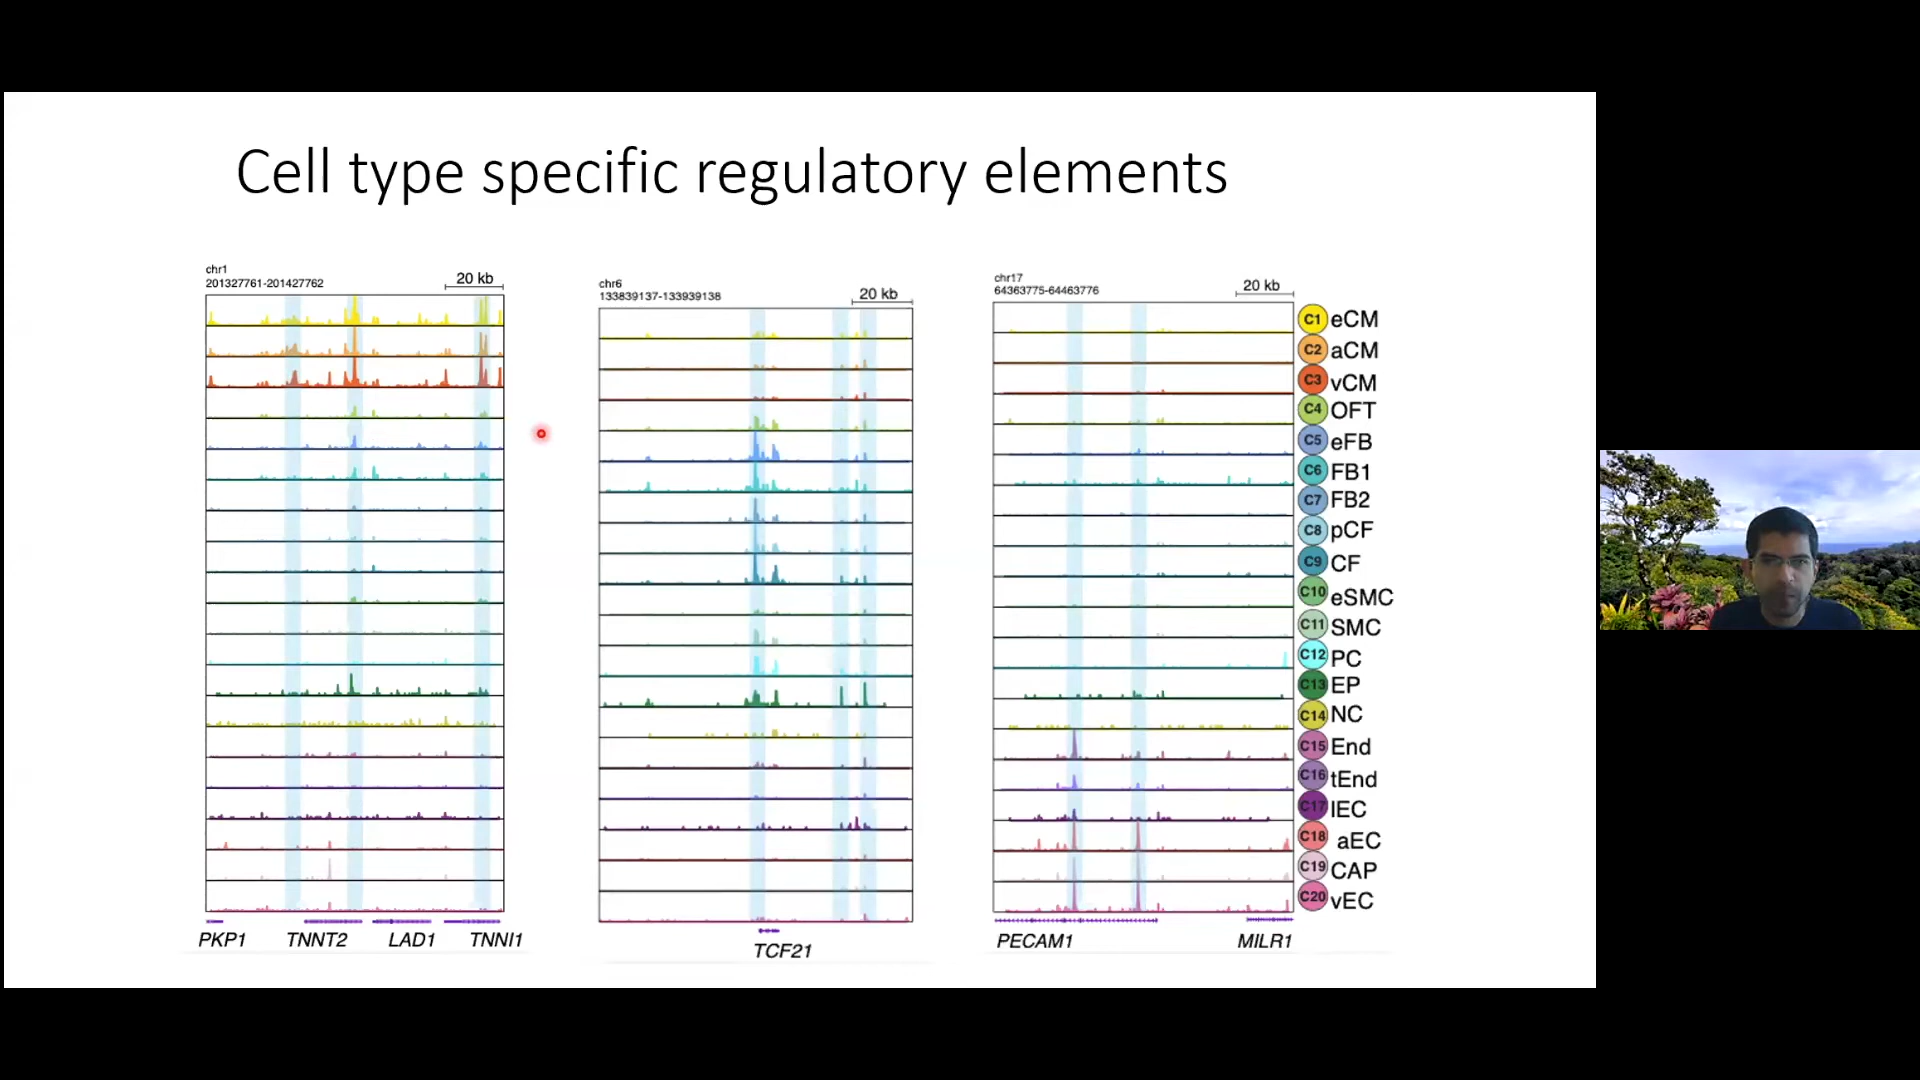 Cell type specific regulatory elements
chr1
201327761-201427762
20 kb
PKP1
TNNT2
LAD1
TNNI1
chr6
133839137-133939138
20 kb
TCF21
chr17
64363775-64463776
20 kb
PECAM1
MILR1
C1 eCM
C2 aCM
C3 vCM
C4 OFT
C5 eFB
C6 FB1
C7 FB2
C8 pCF
C9 CF
C10 eSMC
C11 SMC
C12 PC
C13 EP
C14 NC
C15 End
C16 tEnd
C17 lEC
C18 aEC
C19 CAP
C20 vEC